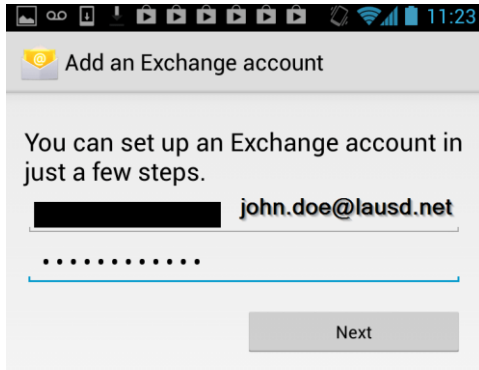 11:23
Add an Exchange account
You can set up an Exchange account in
just a few steps.
john.doe@lausd.net
Next